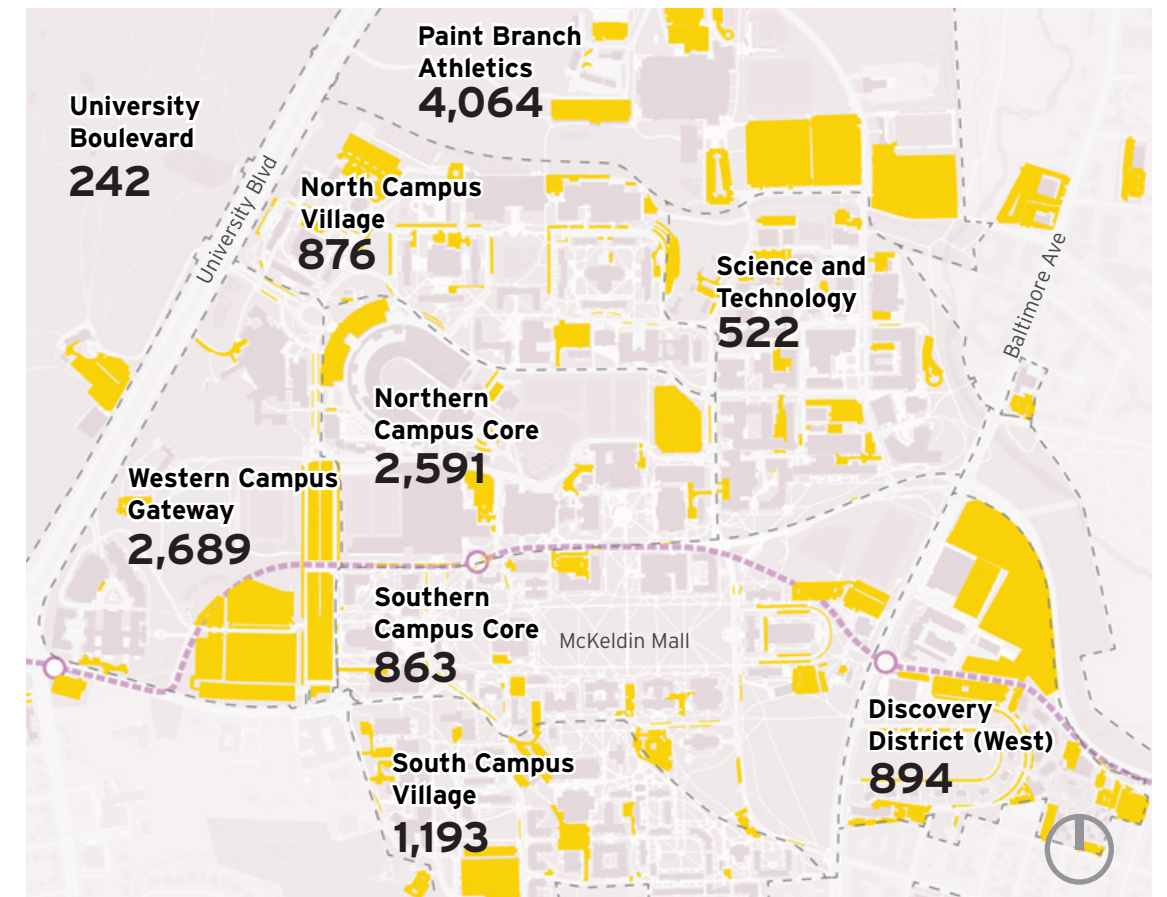 Paint Branch
Athletics
4,064
University
Boulevard
242
University Blvd
North Campus
Village
876
Science and
Technology
522
Baltimore Ave
Northern
Campus Core
2,591
Western Campus
Gateway
2,689
Southern
Campus Core
863
McKeldin Mall
Discovery
District (West)
894
South Campus
Village
1,193